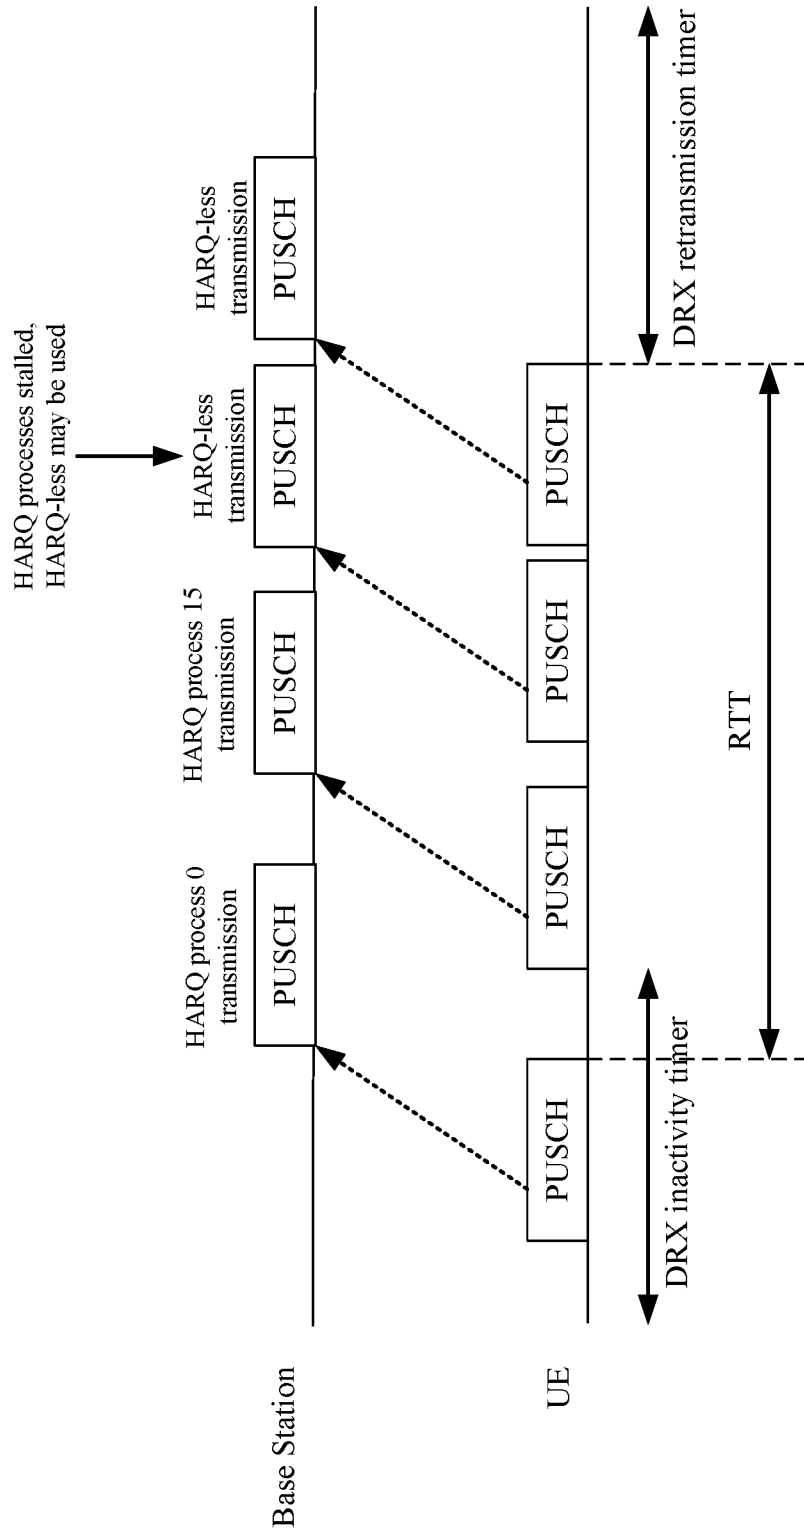 HARQ processes stalled,
HARQ-less may be used
HARQ process 0
transmission
HARQ process 15
transmission
HARQ-less
transmission
HARQ-less
transmission
Base Station
PUSCH
PUSCH
PUSCH
PUSCH
UE
PUSCH
PUSCH
PUSCH
PUSCH
DRX inactivity timer
DRX retransmission timer
RTT